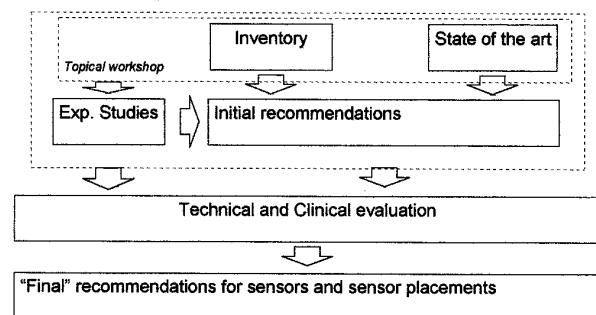 Inventory
State of the art
Topical workshop
Exp. Studies
Initial recommendations
Technical and Clinical evaluation
"Final" recommendations for sensors and sensor placements